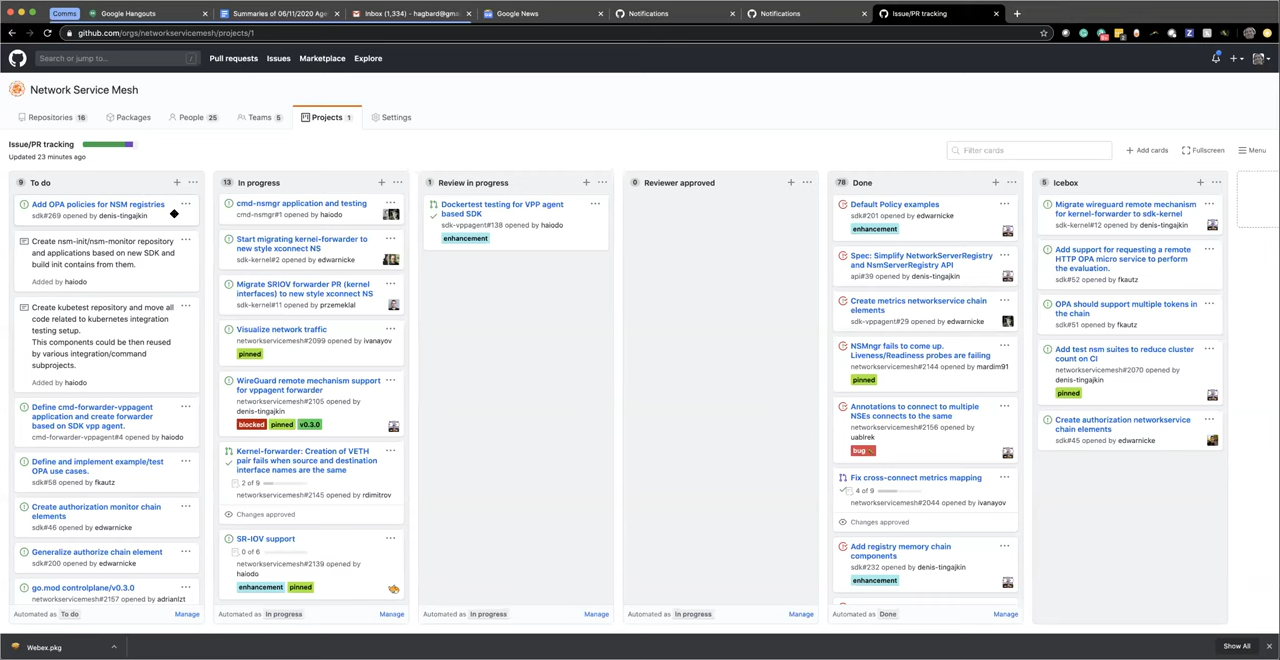 Comms
Google Hangouts
Summaries of 06/11/2020 Age
Inbox (1,334) - hagbard@gma
Google News
Notifications
Notifications
Issue/PR tracking
github.com/orgs/networkservicemesh/projects/1
Search or jump to...
/
Pull requests
Issues
Marketplace
Explore
Network Service Mesh
Repositories 16
Packages
People 25
Teams 5
Projects 1
Settings
Issue/PR tracking
Updated 23 minutes ago
Filter cards
Add cards
Fullscreen
Menu
9 To do
Add OPA policies for NSM registries
sdk#269 opened by denis-tingajkin
Create nsm-init/nsm-monitor repository
and applications based on new SDK and
build init contains from them.
Added by haiodo
Create kubetest repository and move all
code related to kubernetes integration
testing setup.
This components could be then reused
by various integration/command
subprojects.
Added by haiodo
Define cmd-forwarder-vppagent
application and create forwarder
based on SDK vpp agent.
cmd-forwarder-vppagent#4 opened by haiodo
Define and implement example/test
OPA use cases.
sdk#58 opened by fkautz
Create authorization monitor chain
elements
sdk#46 opened by edwarnicke
Generalize authorize chain element
sdk#200 opened by edwarnicke
go.mod controlplane/v0.3.0
networkservicemesh#2157 opened by adrianlzt
Automated as To do
Manage
13 In progress
cmd-nsmgr application and testing
cmd-nsmgr#1 opened by haiodo
Start migrating kernel-forwarder to
new style xconnect NS
sdk-kernel#2 opened by edwarnicke
Migrate SRIOV forwarder PR (kernel
interfaces) to new style xconnect NS
sdk-kernel#11 opened by przemeklal
Visualize network traffic
networkservicemesh#2099 opened by ivanayov
pinned
WireGuard remote mechanism support
for vppagent forwarder
networkservicemesh#2105 opened by
denis-tingajkin
blocked pinned v0.3.0
Kernel-forwarder: Creation of VETH
pair fails when source and destination
interface names are the same
2 of 9
networkservicemesh#2145 opened by rdimitrov
Changes approved
SR-IOV support
0 of 6
networkservicemesh#2139 opened by
haiodo
enhancement pinned
Automated as In progress
Manage
1 Review in progress
Dockertest testing for VPP agent
based SDK
sdk-vppagent#138 opened by haiodo
enhancement
Automated as In progress
Manage
0 Reviewer approved
Automated as In progress
Manage
78 Done
Default Policy examples
sdk#201 opened by edwarnicke
enhancement
Spec: Simplify NetworkServerRegistry
and NsmServerRegistry API
api#39 opened by denis-tingajkin
Create metrics networkservice chain
elements
sdk-vppagent#29 opened by edwarnicke
NSMngr fails to come up.
Liveness/Readiness probes are failing
networkservicemesh#2144 opened by mardim91
pinned
Annotations to connect to multiple
NSEs connects to the same
networkservicemesh#2156 opened by
uablrek
bug
Fix cross-connect metrics mapping
4 of 9
networkservicemesh#2044 opened by ivanayov
Changes approved
Add registry memory chain
components
sdk#232 opened by denis-tingajkin
enhancement
Automated as Done
Manage
5 Icebox
Migrate wireguard remote mechanism
for kernel-forwarder to sdk-kernel
sdk-kernel#12 opened by denis-tingajkin
Add support for requesting a remote
HTTP OPA micro service to perform
the evaluation.
sdk#52 opened by fkautz
OPA should support multiple tokens in
the chain
sdk#51 opened by fkautz
Add test nsm suites to reduce cluster
count on CI
networkservicemesh#2070 opened by
denis-tingajkin
pinned
Create authorization networkservice
chain elements
sdk#45 opened by edwarnicke
Webex.pkg
Show All